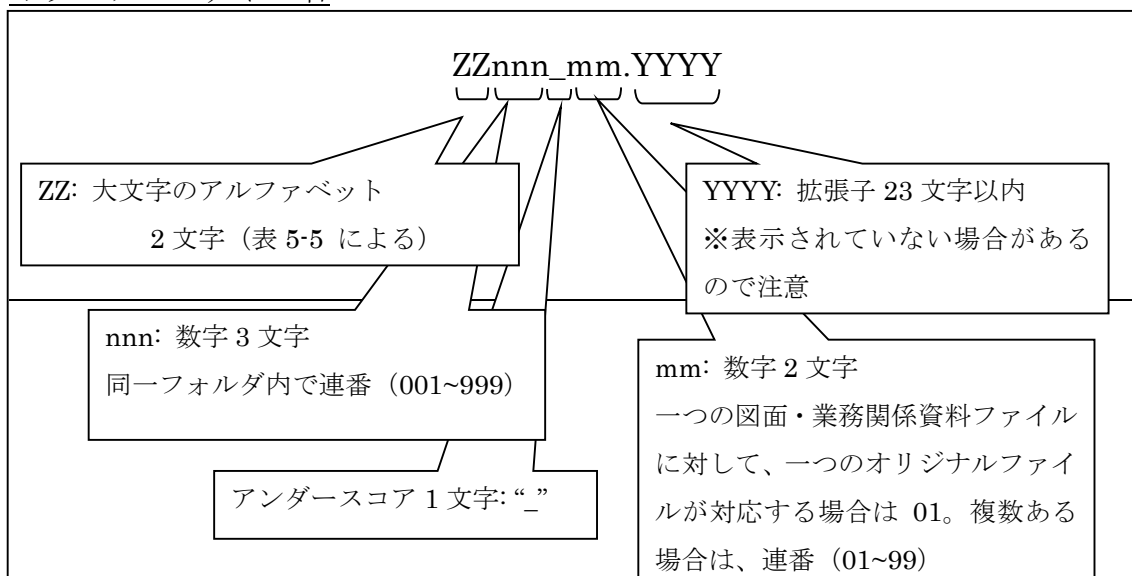 ZZnnn_mm.YYYY
ZZ: 大文字のアルファベット
2 文字（表 5-5 による）
YYYY: 拡張子 23 文字以内
※表示されていない場合がある
ので注意
nnn: 数字 3 文字
同一フォルダ内で連番（001~999）
mm: 数字 2 文字
一つの図面・業務関係資料ファイル
に対して、一つのオリジナルファイ
ルが対応する場合は 01。複数ある
場合は、連番（01~99）
アンダースコア 1 文字: “_”